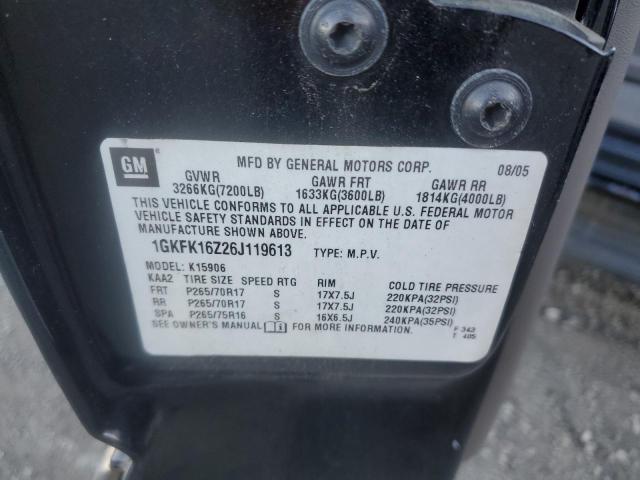 GM
MFD BY GENERAL MOTORS CORP. 08/05
GVWR GAWR FRT GAWR RR
3266KG(7200LB) 1633KG(3600LB) 1814KG(4000LB)
THIS VEHICLE CONFORMS TO ALL APPLICABLE U.S. FEDERAL MOTOR
VEHICLE SAFETY STANDARDS IN EFFECT ON THE DATE OF
MANUFACTURE SHOWN ABOVE.
1GKFK16Z26J119613 TYPE: M.P.V.
MODEL: K15906
KAA2 TIRE SIZE SPEED RTG RIM COLD TIRE PRESSURE
FRT P265/70R17 S 17X7.5J 220KPA(32PSI)
RR P265/70R17 S 17X7.5J 220KPA(32PSI)
SPA P265/75R16 S 16X6.5J 240KPA(35PSI)
SEE OWNER'S MANUAL FOR MORE INFORMATION. F 343
T 405